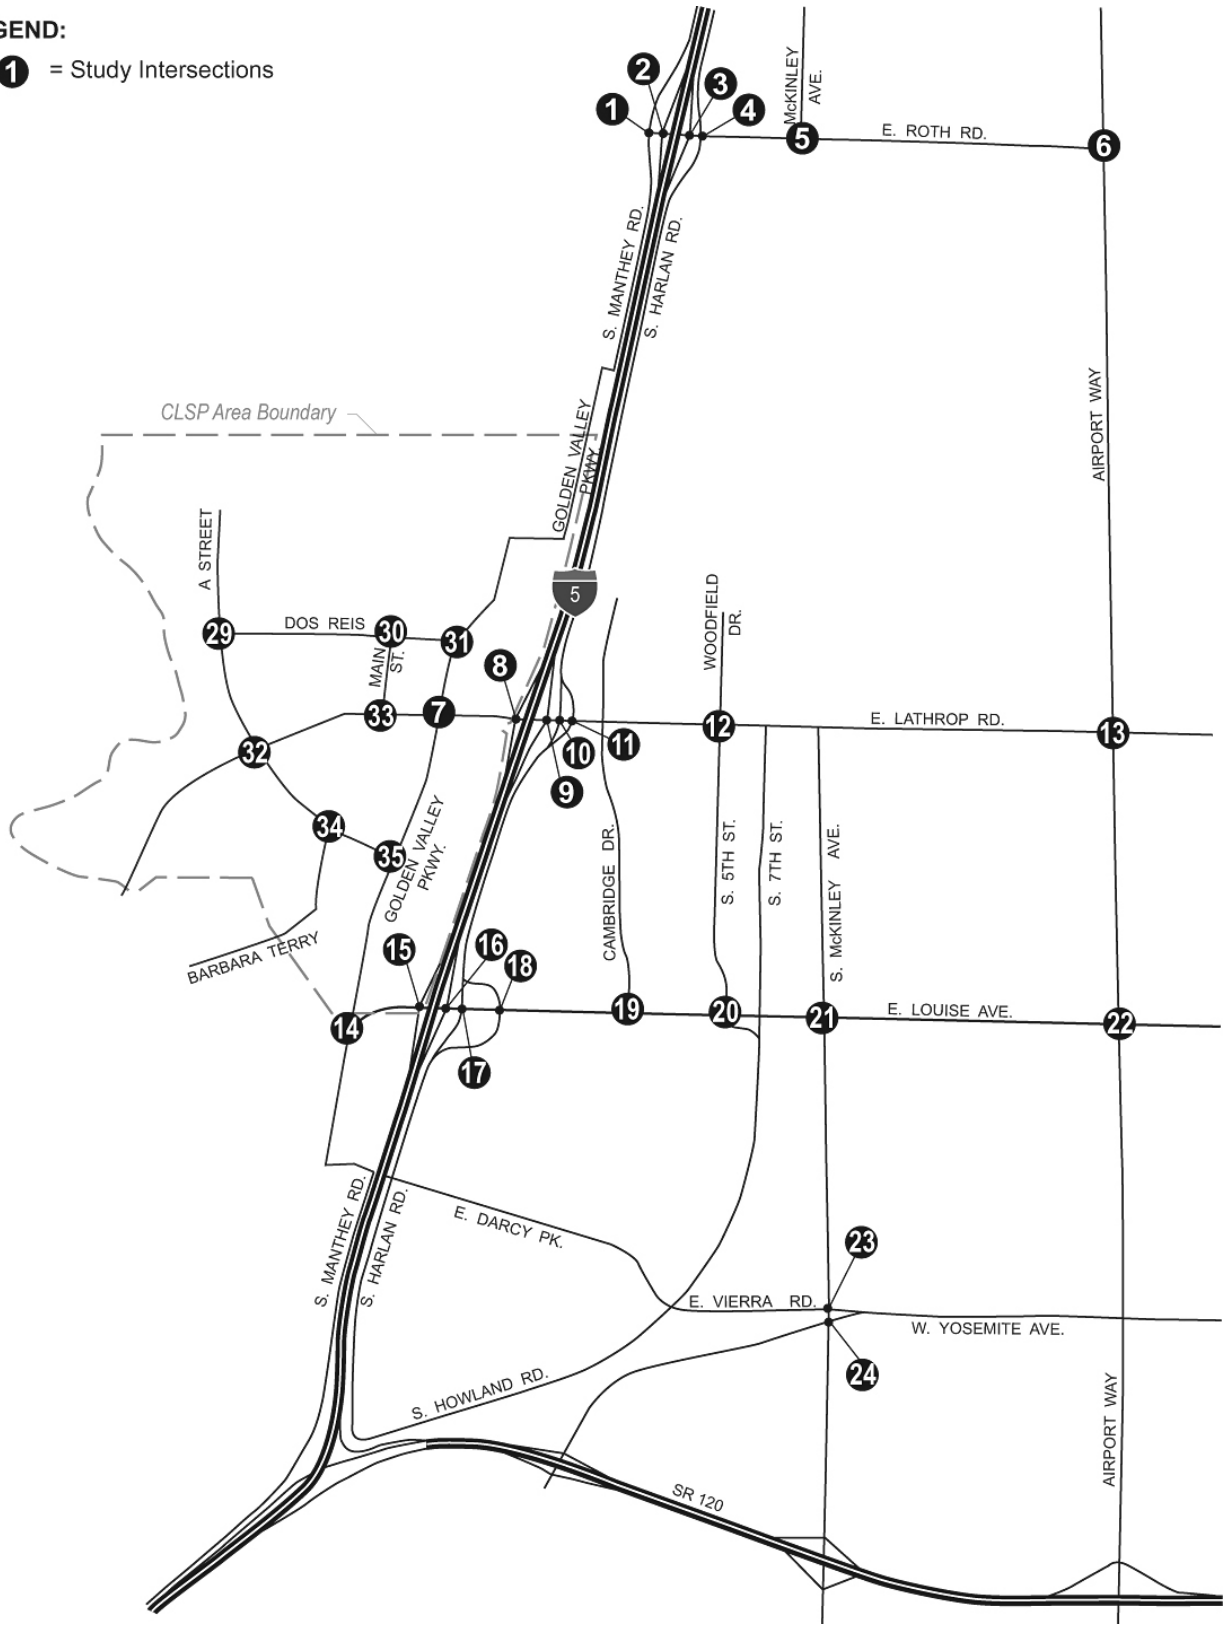 GEND:
1 = Study Intersections
McKINLEY
AVE.
2
3
1
4
5
E. ROTH RD.
6
S. MANTHEY RD.
S. HARLAN RD.
AIRPORT WAY
CLSP Area Boundary
GOLDEN VALLEY
PKWY.
A STREET
5
WOODFIELD
DR.
29
DOS REIS
30
31
MAIN
ST.
8
33
7
12
E. LATHROP RD.
13
32
10
11
9
34
35
GOLDEN VALLEY
PKWY.
CAMBRIDGE DR.
S. 5TH ST.
S. 7TH ST.
S. McKINLEY AVE.
BARBARA TERRY
15
16
18
14
19
20
21
E. LOUISE AVE.
22
17
S. MANTHEY RD.
S. HARLAN RD.
E. DARCY PK.
23
E. VIERRA RD.
W. YOSEMITE AVE.
24
S. HOWLAND RD.
AIRPORT WAY
SR 120